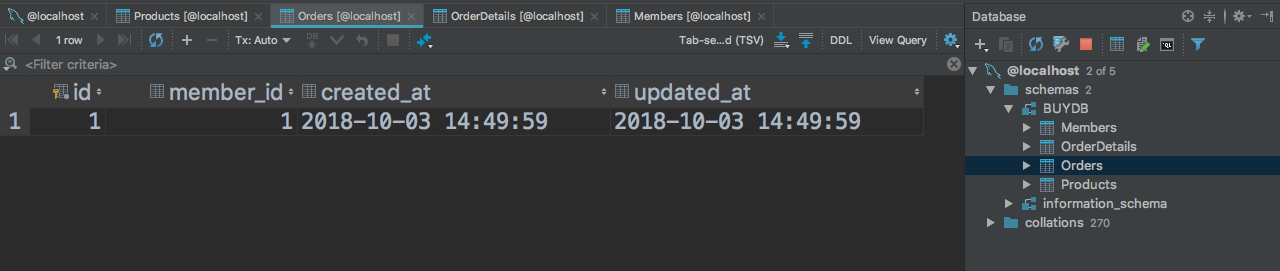 @localhost Products [@localhost] Orders [@localhost] OrderDetails [@localhost] Members [@localhost]
1 row Tx: Auto DB Tab-se...d (TSV) DDL View Query
<Filter criteria>
id member_id created_at updated_at
1 1 1 2018-10-03 14:49:59 2018-10-03 14:49:59
Database
@localhost 2 of 5
schemas 2
BUYDB
Members
OrderDetails
Orders
Products
information_schema
collations 270